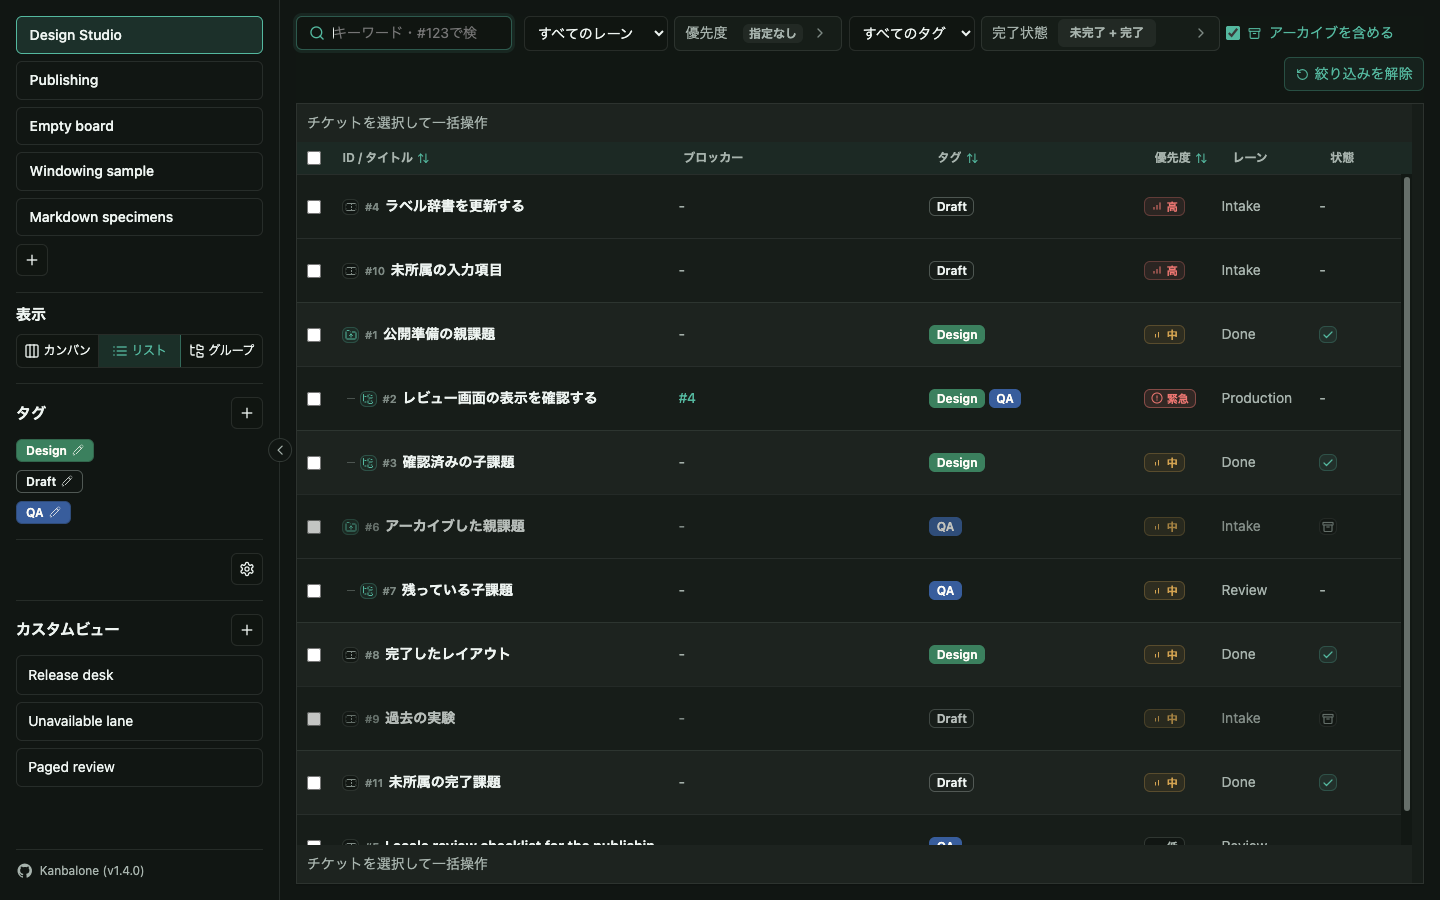 Design Studio
Publishing
Empty board
Windowing sample
Markdown specimens
表示
カンバン
リスト
グループ
タグ
Design
Draft
QA
カスタムビュー
Release desk
Unavailable lane
Paged review
Kanbalone (v1.4.0)
キーワード・#123で検
すべてのレーン
優先度 指定なし
すべてのタグ
完了状態 未完了 + 完了
アーカイブを含める
絞り込みを解除
チケットを選択して一括操作
ID / タイトル ブロッカー タグ 優先度 レーン 状態
#4 ラベル辞書を更新する - Draft 高 Intake -
#10 未所属の入力項目 - Draft 高 Intake -
#1 公開準備の親課題 - Design 中 Done
#2 レビュー画面の表示を確認する #4 Design QA 緊急 Production -
#3 確認済みの子課題 - Design 中 Done
#6 アーカイブした親課題 - QA 中 Intake
#7 残っている子課題 - QA 中 Review -
#8 完了したレイアウト - Design 中 Done
#9 過去の実験 - Draft 中 Intake
#11 未所属の完了課題 - Draft 中 Done
#5 Locale review checklist for the QA 低 Review
チケットを選択して一括操作